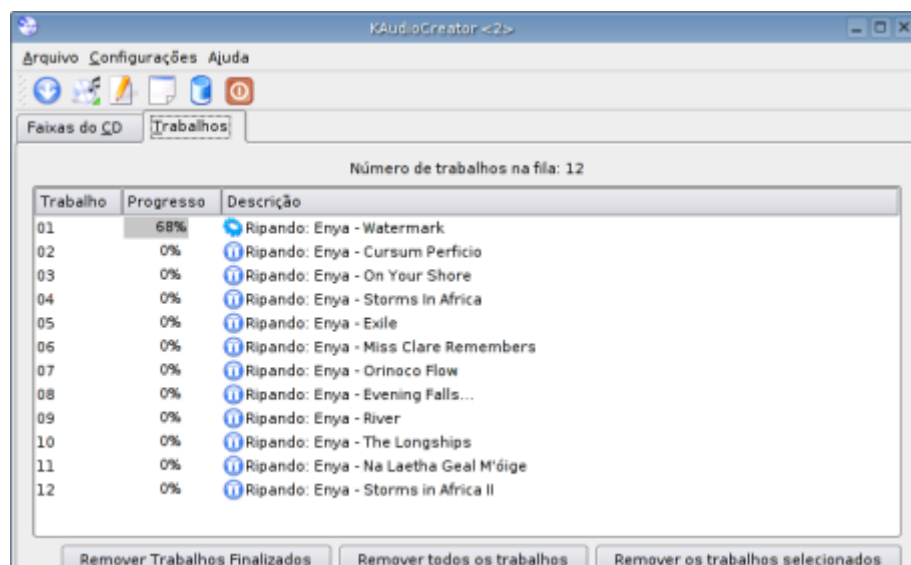 KAudioCreator <2>
Arquivo Configurações Ajuda
Faixas do CD Trabalhos
Número de trabalhos na fila: 12
Trabalho Progresso Descrição
01 68% Ripando: Enya - Watermark
02 0% Ripando: Enya - Cursum Perficio
03 0% Ripando: Enya - On Your Shore
04 0% Ripando: Enya - Storms In Africa
05 0% Ripando: Enya - Exile
06 0% Ripando: Enya - Miss Clare Remembers
07 0% Ripando: Enya - Orinoco Flow
08 0% Ripando: Enya - Evening Falls...
09 0% Ripando: Enya - River
10 0% Ripando: Enya - The Longships
11 0% Ripando: Enya - Na Laetha Geal M'óige
12 0% Ripando: Enya - Storms in Africa II
Remover Trabalhos Finalizados Remover todos os trabalhos Remover os trabalhos selecionados